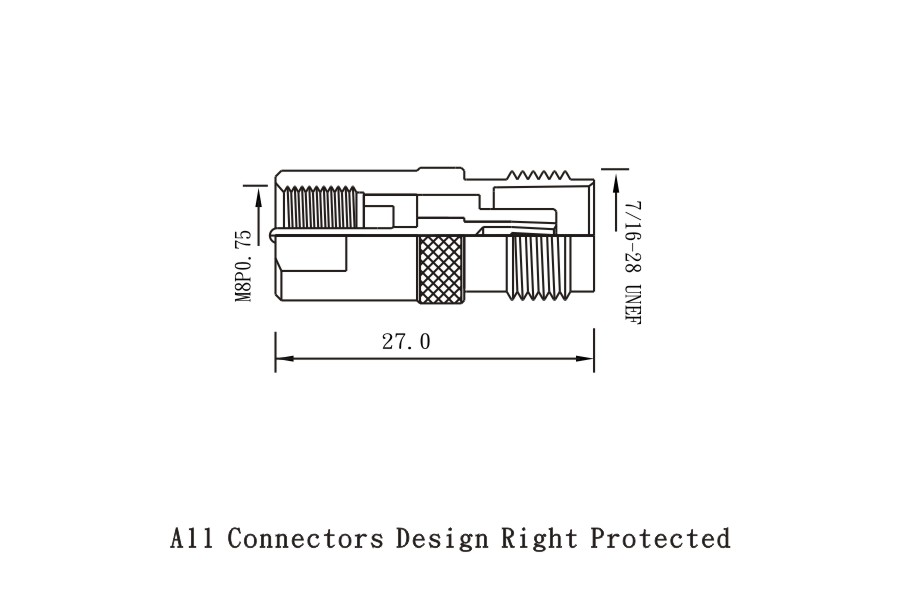 M8P0.75
7/16-28 UNEF
27.0
All Connectors Design Right Protected